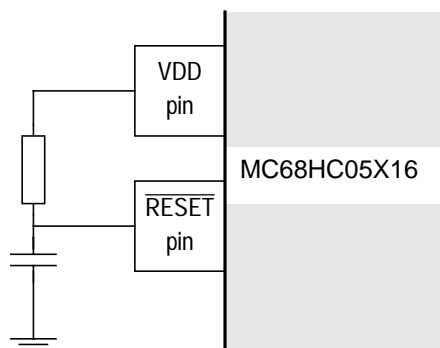 VDD
pin
MC68HC05X16
RESET
pin